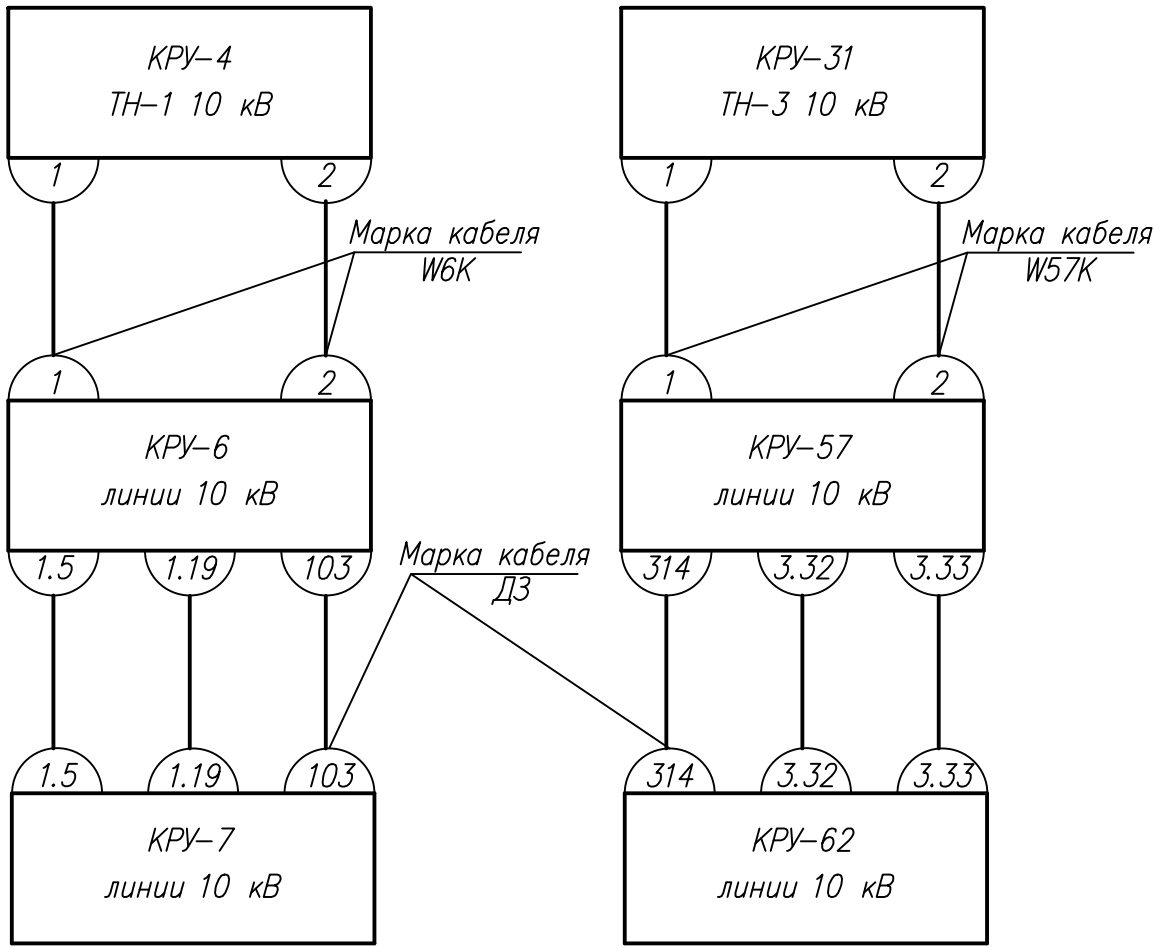 КРУ-4
ТН-1 10 кВ
КРУ-31
ТН-3 10 кВ
1
2
1
2
Марка кабеля
W6К
Марка кабеля
W57К
1
2
1
2
КРУ-6
линии 10 кВ
КРУ-57
линии 10 кВ
1.5
1.19
103
Марка кабеля
ДЗ
314
3.32
3.33
1.5
1.19
103
314
3.32
3.33
КРУ-7
линии 10 кВ
КРУ-62
линии 10 кВ